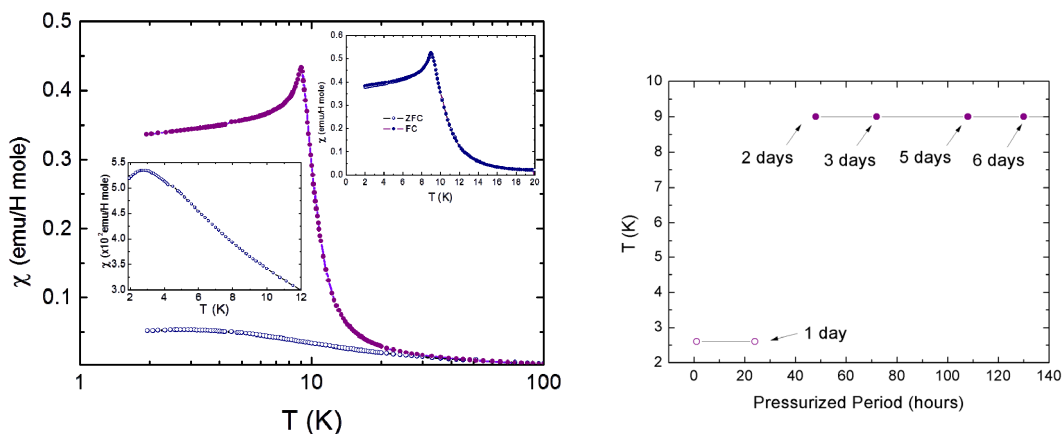 0.5
0.4
0.3
0.2
0.1
χ (emu/H mole)
1
10
100
T (K)
0.6
0.5
0.4
0.3
0.2
0.1
0.0
χ (emu/H mole)
ZFC
FC
0 2 4 6 8 10 12 14 16 18 20
T (K)
5.5
5.0
4.5
4.0
3.5
3.0
χ (x10⁻² emu/H mole)
2 4 6 8 10 12
T (K)
10
9
8
7
6
5
4
3
2
T (K)
2 days
3 days
5 days
6 days
1 day
0 20 40 60 80 100 120 140
Pressurized Period (hours)